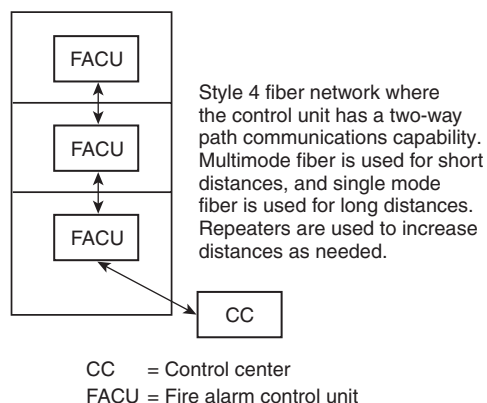 FACU
FACU
FACU
CC
Style 4 fiber network where
the control unit has a two-way
path communications capability.
Multimode fiber is used for short
distances, and single mode
fiber is used for long distances.
Repeaters are used to increase
distances as needed.
CC = Control center
FACU = Fire alarm control unit